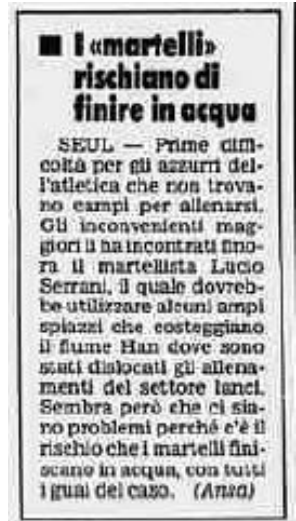 ■ I «martelli»
rischiano di
finire in acqua
SEUL — Prime diffi-
coltà per gli azzurri del-
l'atletica che non trova-
no campi per allenarsi.
Gli inconvenienti mag-
giori li ha incontrati fino-
ra il martellista Lucio
Serrani, il quale dovreb-
be utilizzare alcuni ampi
spiazzi che costeggiano
il fiume Han dove sono
stati dislocati gli allena-
menti del settore lanci.
Sembra però che ci sia-
no problemi perché c'è il
rischio che i martelli fini-
scano in acqua, con tutti
i guai del caso. (Ansa)